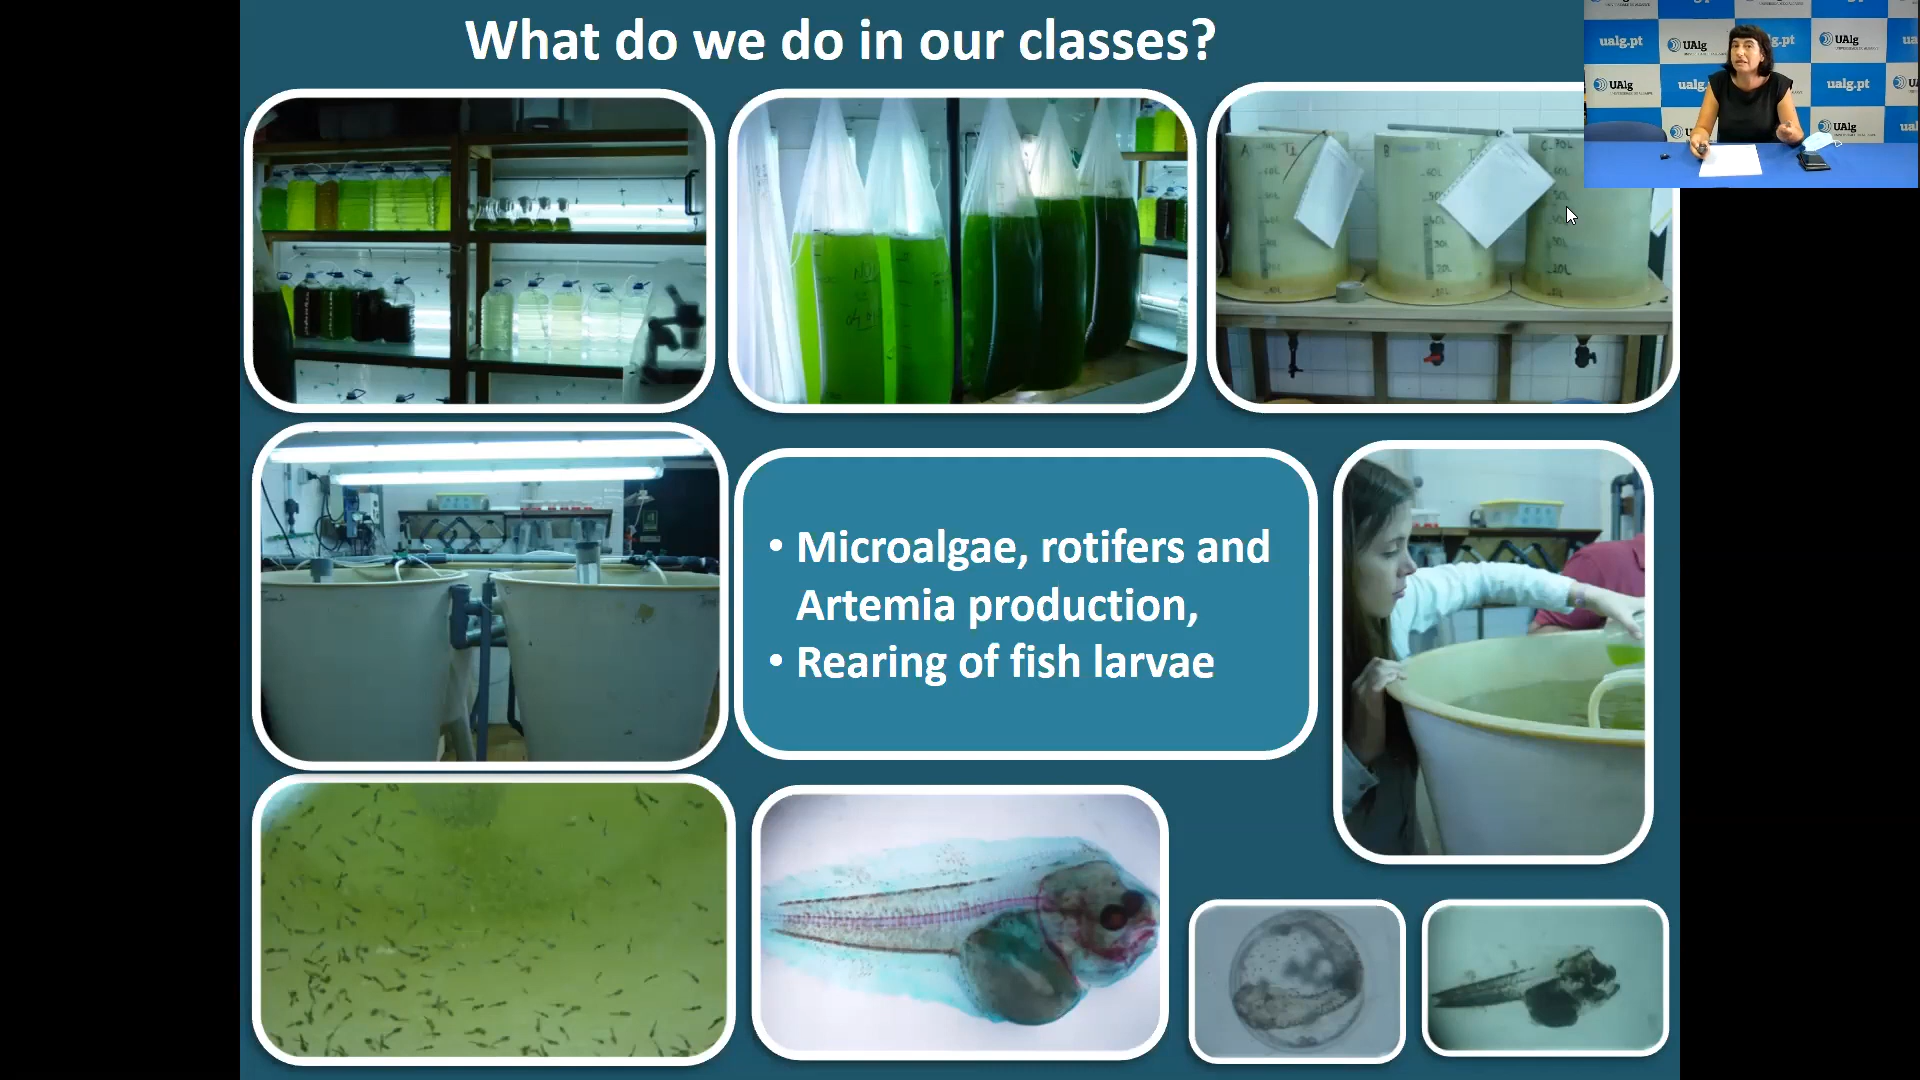 What do we do in our classes?
ualg.pt
UAlg
UAlg
UAlg
ualg.pt
UAlg
• Microalgae, rotifers and
Artemia production,
• Rearing of fish larvae